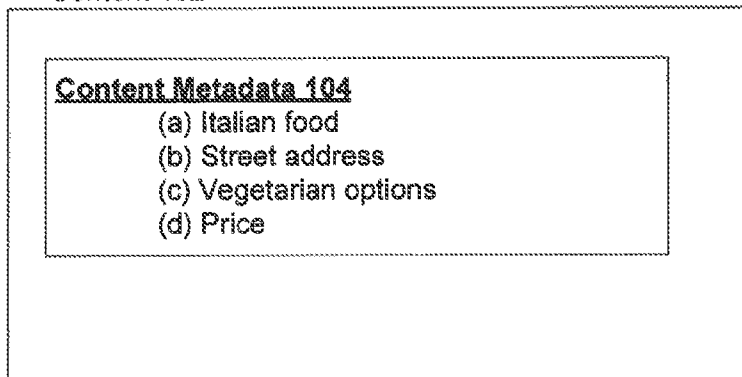 Content Metadata 104
(a) Italian food
(b) Street address
(c) Vegetarian options
(d) Price